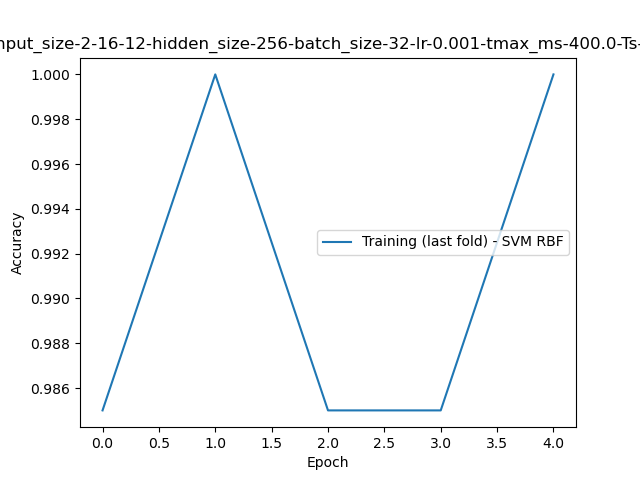 nput_size-2-16-12-hidden_size-256-batch_size-32-lr-0.001-tmax_ms-400.0-Ts-
1.000
0.998
0.996
0.994
0.992
0.990
0.988
0.986
Accuracy
Training (last fold) - SVM RBF
0.0 0.5 1.0 1.5 2.0 2.5 3.0 3.5 4.0
Epoch